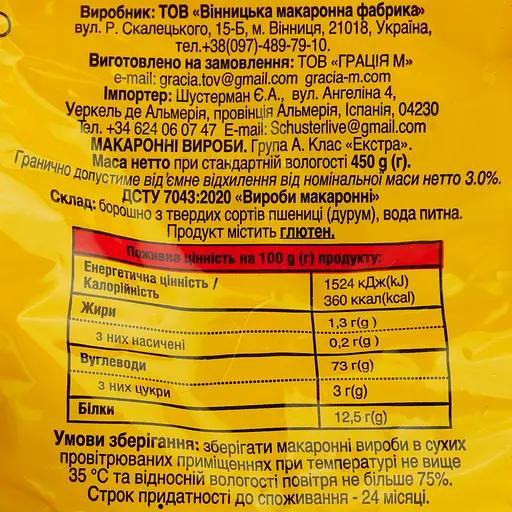 Виробник: ТОВ «Вінницька макаронна фабрика»
вул. Р. Скалецького, 15-Б, м. Вінниця, 21018, Україна,
тел.+38(097)-489-79-10.
Виготовлено на замовлення: ТОВ «ГРАЦІЯ М»
e-mail: gracia.tov@gmail.com gracia-m.com
Імпортер: Шустерман Є.А., вул. Ангеліна 4,
Уеркель де Альмерія, провінція Альмерія, Іспанія, 04230
Тел. +34 624 06 07 47 E-mail: Schusterlive@gmail.com
МАКАРОННІ ВИРОБИ. Група А. Клас «Екстра».
Маса нетто при стандартній вологості 450 g (г).
Гранично допустиме від'ємне відхилення від номінальної маси нетто 3.0%.
ДСТУ 7043:2020 «Вироби макаронні»
Склад: борошно з твердих сортів пшениці (дурум), вода питна.
Продукт містить глютен.
Поживна цінність на 100 g (г) продукту:
Енергетична цінність / 1524 кДж(kJ)
Калорійність 360 ккал(kcal)
Жири 1,3 г(g )
з них насичені 0,2 г(g )
Вуглеводи 73 г(g)
з них цукри 3 г(g)
Білки 12,5 г(g)
Умови зберігання: зберігати макаронні вироби в сухих
провітрюваних приміщеннях при температурі не вище
35 °С та відносній вологості повітря не більше 75%.
Строк придатності до споживання - 24 місяці.